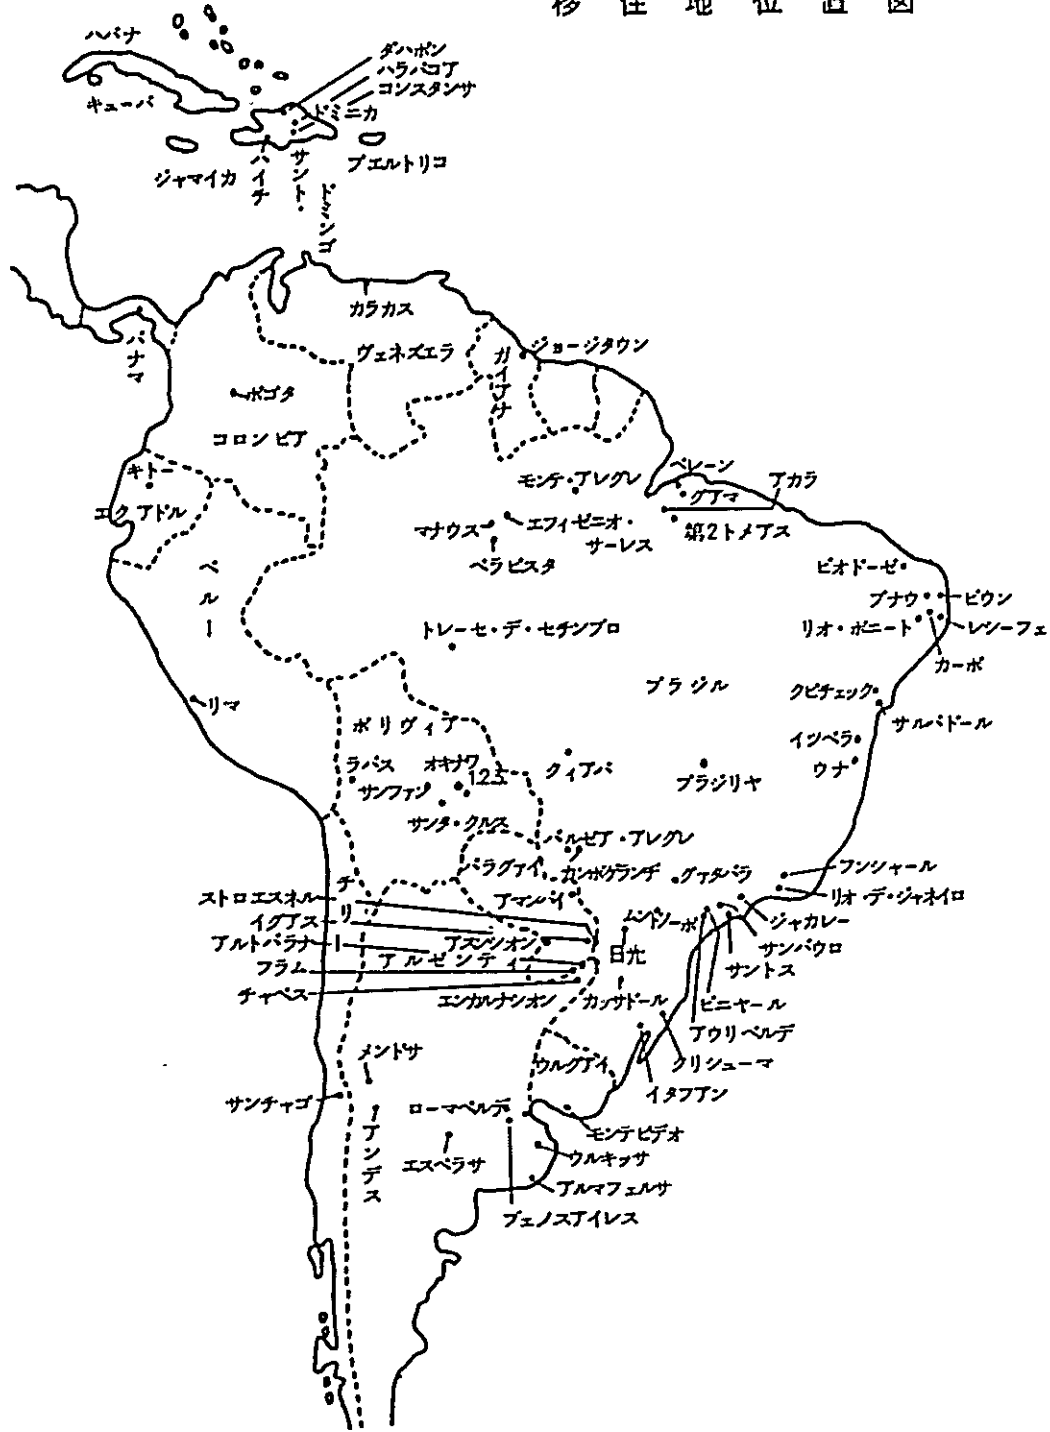 移住地位置図
ハバナ
キューバ
ダハボン
ハラバコア
コンスタンサ
ドミニカ
ジャマイカ
ハイチ
サント・
ドミンゴ
プエルトリコ
カラカス
パナマ
ヴェネズエラ
ガイアナ
ジョージタウン
ボゴタ
コロンビア
キトー
エクアドル
モンテ・アレグレ
ベレーン
グアマ
アカラ
第2トメアス
マナウス
エフィゼニオ・
サーレス
ベラビスタ
ペルー
ピオドーゼ
プナウ
ピウン
リオ・ボニート
レシーフェ
カーボ
トレーセ・デ・セチンブロ
ブラジル
クビチェック
サルバドール
リマ
ボリヴィア
イツベラ
ウナ
ラパス
オキナワ
1.2.3.
サンファン
クィアバ
ブラジリヤ
サンタ・クルス
バルゼア・アレグレ
パラグァイ
カンポグランデ
グァタパラ
フンシャール
リオ・デ・ジャネイロ
チリー
ストロエスネル
アマンバイ
イグアス
アルトパラナ
アスンシオン
アルゼンティ
フラム
チャベス
エンカルナシオン
日光
ジャカレー
サンパウロ
サントス
カッサドール
ピニヤール
アウリベルデ
クリシューマ
イタフアン
メンドサ
ウルグアイ
サンチャゴ
アンデス
ローマベルデ
エスペラサ
モンテビデオ
ウルキッサ
アルマフェルサ
ブェノスアイレス